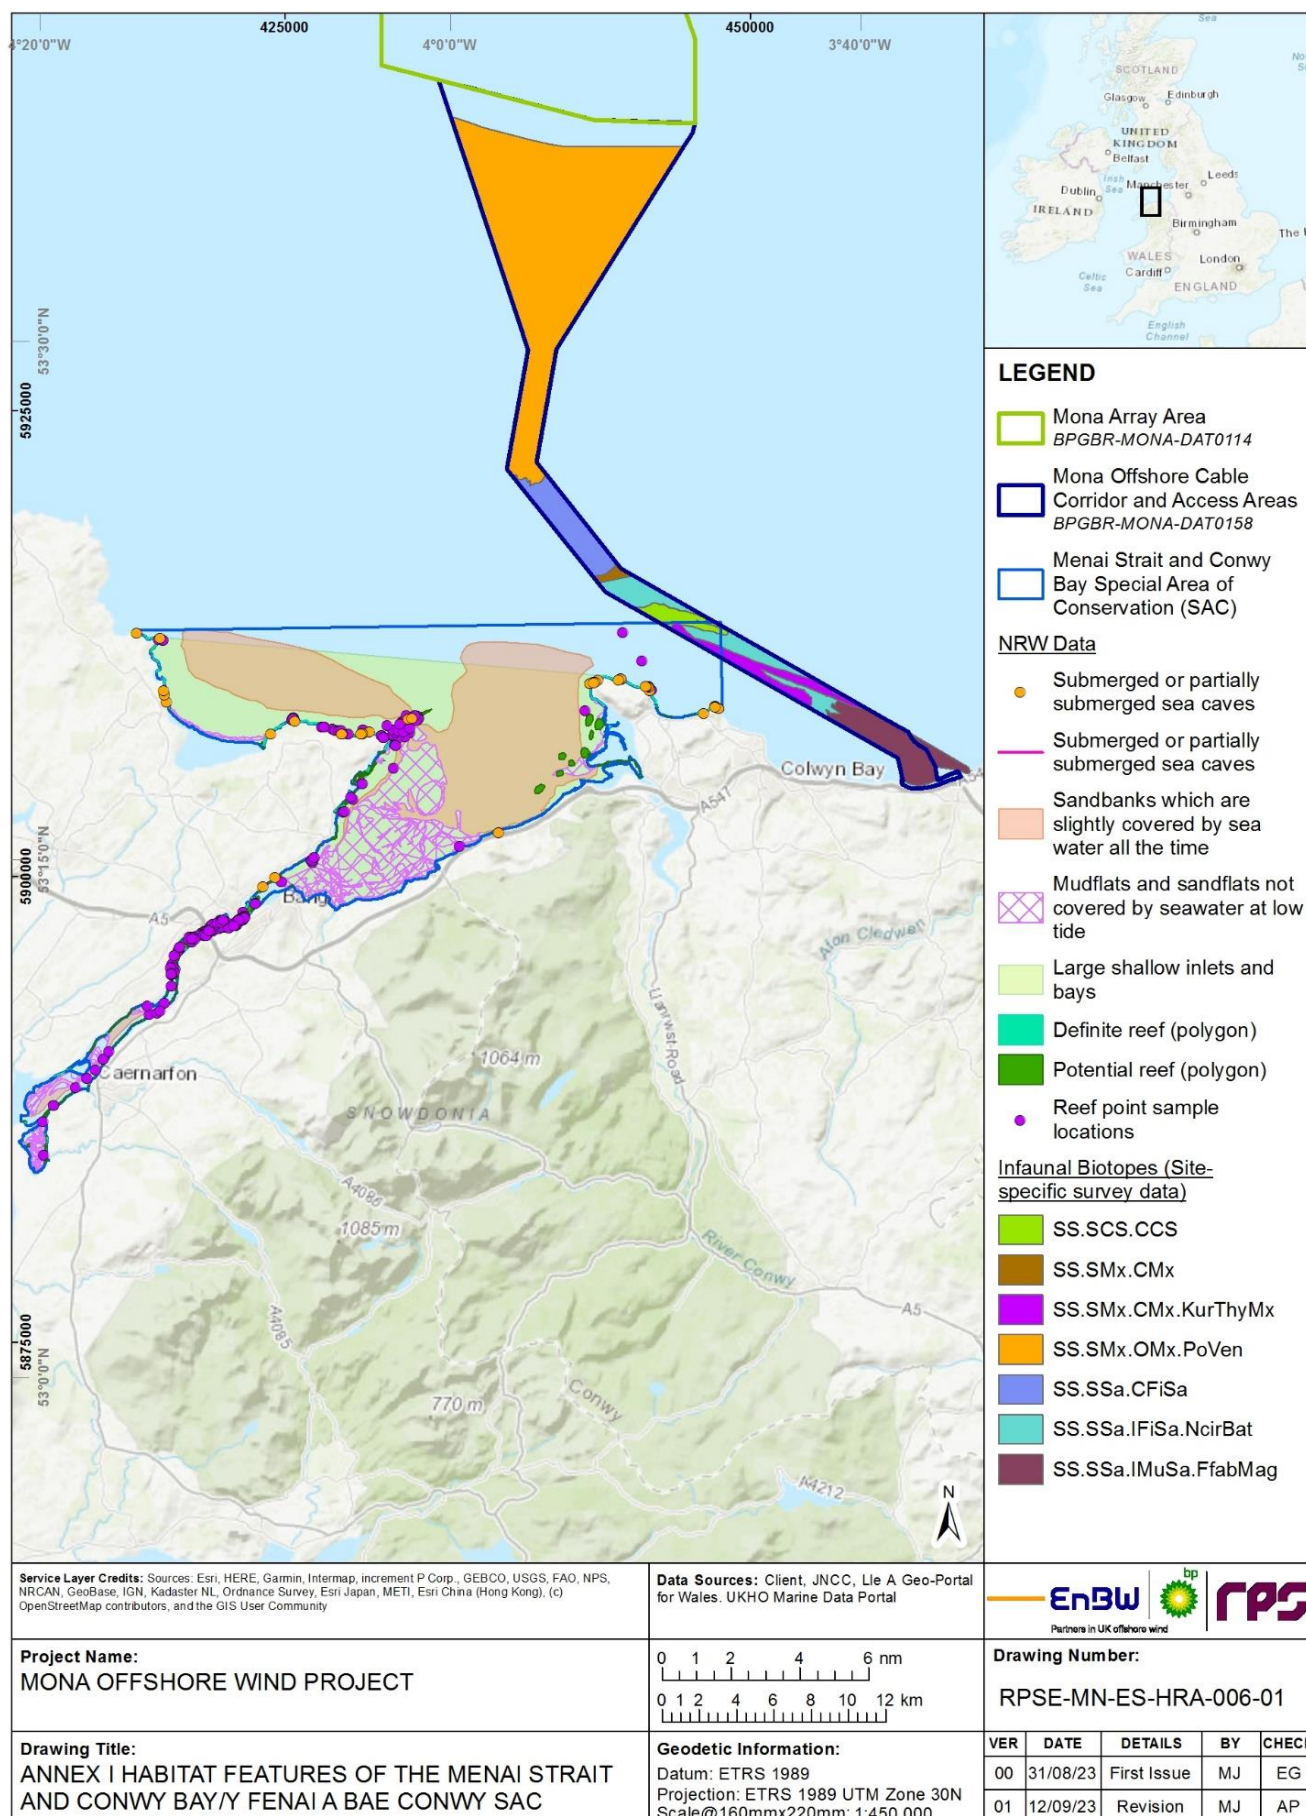 425000
450000
3°20'0"W
4°0'0"W
3°40'0"W
53°30'0"N
5925000
53°15'0"N
5900000
5875000
53°0'0"N
Colwyn Bay
A547
A5
Afon Cledwen
Llanrwst Road
Caernarfon
1064 m
SNOWDONIA
A4086
1085 m
River Conwy
A5
A4085
770 m
Conwy
A4212
N
Sea
SCOTLAND
Glasgow
Edinburgh
UNITED
KINGDOM
Belfast
Irish
Sea
Manchester
Leeds
Dublin
IRELAND
Birmingham
WALES
London
Cardiff
Celtic
Sea
ENGLAND
English
Channel
LEGEND
Mona Array Area
BPGBR-MONA-DAT0114
Mona Offshore Cable
Corridor and Access Areas
BPGBR-MONA-DAT0158
Menai Strait and Conwy
Bay Special Area of
Conservation (SAC)
NRW Data
Submerged or partially
submerged sea caves
Submerged or partially
submerged sea caves
Sandbanks which are
slightly covered by sea
water all the time
Mudflats and sandflats not
covered by seawater at low
tide
Large shallow inlets and
bays
Definite reef (polygon)
Potential reef (polygon)
Reef point sample
locations
Infaunal Biotopes (Site-
specific survey data)
SS.SCS.CCS
SS.SMx.CMx
SS.SMx.CMx.KurThyMx
SS.SMx.OMx.PoVen
SS.SSa.CFiSa
SS.SSa.IFiSa.NcirBat
SS.SSa.IMuSa.FfabMag
Service Layer Credits: Sources: Esri, HERE, Garmin, Intermap, increment P Corp., GEBCO, USGS, FAO, NPS,
NRCAN, GeoBase, IGN, Kadaster NL, Ordnance Survey, Esri Japan, METI, Esri China (Hong Kong), (c)
OpenStreetMap contributors, and the GIS User Community
Data Sources: Client, JNCC, Lle A Geo-Portal
for Wales. UKHO Marine Data Portal
EnBW
bp
rps
Partners in UK offshore wind
Project Name:
MONA OFFSHORE WIND PROJECT
0 1 2 4 6 nm
0 1 2 4 6 8 10 12 km
Drawing Number:
RPSE-MN-ES-HRA-006-01
Drawing Title:
ANNEX I HABITAT FEATURES OF THE MENAI STRAIT
AND CONWY BAY/Y FENAI A BAE CONWY SAC
Geodetic Information:
Datum: ETRS 1989
Projection: ETRS 1989 UTM Zone 30N
Scale@160mmx220mm: 1:450,000
VER DATE DETAILS BY CHECK
00 31/08/23 First Issue MJ EG
01 12/09/23 Revision MJ AP